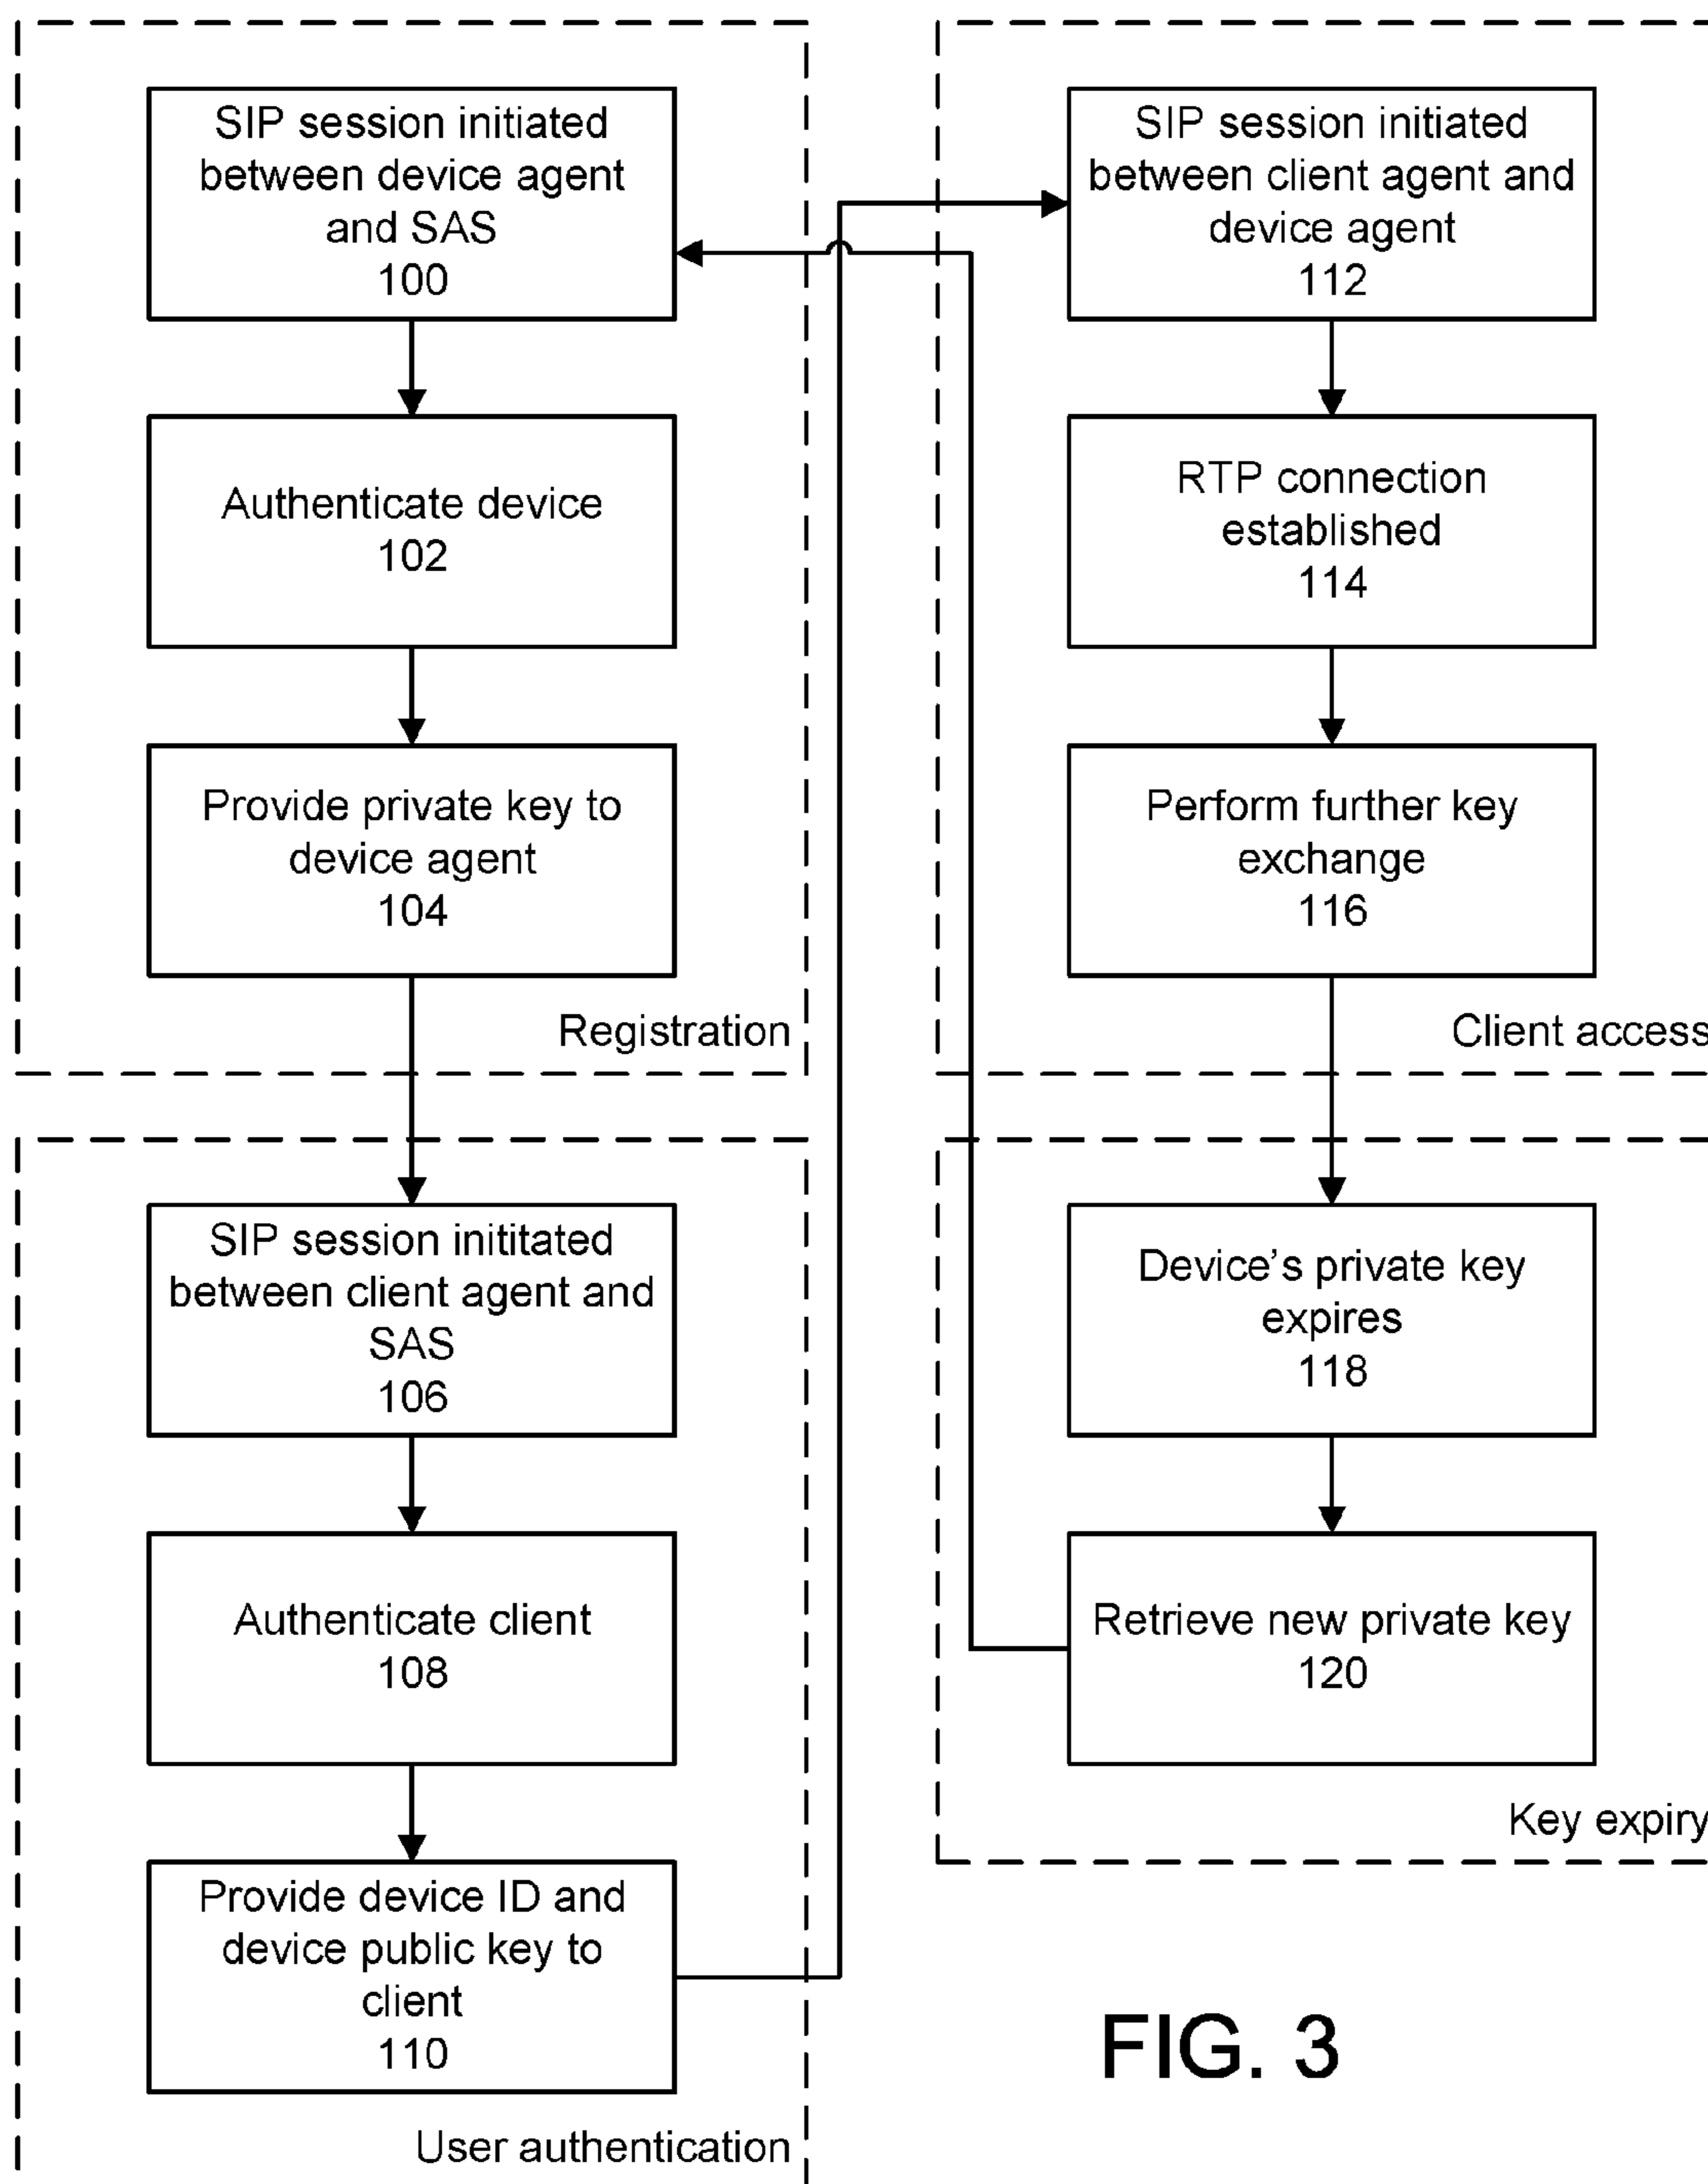 SIP session initiated
between device agent
and SAS
100
Authenticate device
102
Provide private key to
device agent
104
Registration
SIP session inititated
between client agent and
SAS
106
Authenticate client
108
Provide device ID and
device public key to
client
110
User authentication
SIP session initiated
between client agent and
device agent
112
RTP connection
established
114
Perform further key
exchange
116
Client access
Device’s private key
expires
118
Retrieve new private key
120
Key expiry
FIG. 3